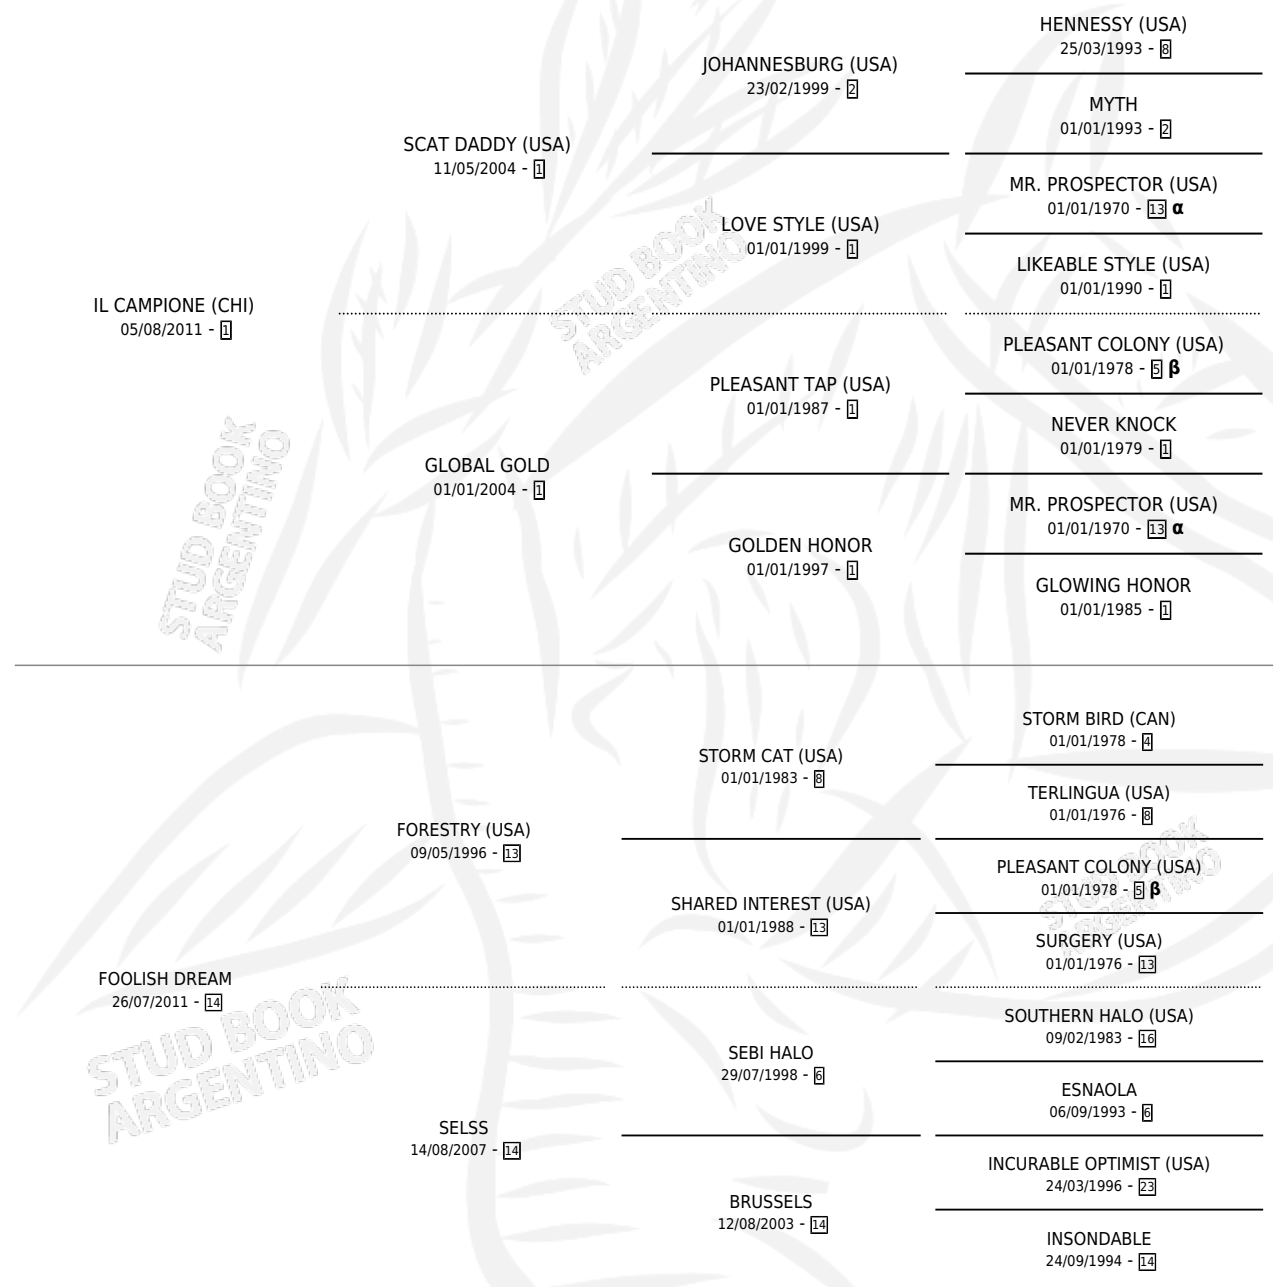 HENNESSY (USA)
25/03/1993 - 8
JOHANNESBURG (USA)
23/02/1999 - 2
MYTH
01/01/1993 - 2
SCAT DADDY (USA)
11/05/2004 - 1
MR. PROSPECTOR (USA)
01/01/1970 - 13 α
LOVE STYLE (USA)
01/01/1999 - 1
LIKEABLE STYLE (USA)
01/01/1990 - 1
IL CAMPIONE (CHI)
05/08/2011 - 1
PLEASANT COLONY (USA)
01/01/1978 - 5 β
PLEASANT TAP (USA)
01/01/1987 - 1
NEVER KNOCK
01/01/1979 - 1
GLOBAL GOLD
01/01/2004 - 1
MR. PROSPECTOR (USA)
01/01/1970 - 13 α
GOLDEN HONOR
01/01/1997 - 1
GLOWING HONOR
01/01/1985 - 1
STORM BIRD (CAN)
01/01/1978 - 4
STORM CAT (USA)
01/01/1983 - 8
TERLINGUA (USA)
01/01/1976 - 8
FORESTRY (USA)
09/05/1996 - 13
PLEASANT COLONY (USA)
01/01/1978 - 5 β
SHARED INTEREST (USA)
01/01/1988 - 13
SURGERY (USA)
01/01/1976 - 13
FOOLISH DREAM
26/07/2011 - 14
SOUTHERN HALO (USA)
09/02/1983 - 16
SEBI HALO
29/07/1998 - 6
ESNAOLA
06/09/1993 - 6
SELSS
14/08/2007 - 14
INCURABLE OPTIMIST (USA)
24/03/1996 - 23
BRUSSELS
12/08/2003 - 14
INSONDABLE
24/09/1994 - 14
STUD BOOK
ARGENTINO
STUD BOOK
ARGENTINO
STUD BOOK
ARGENTINO
STUD BOOK
ARGENTINO